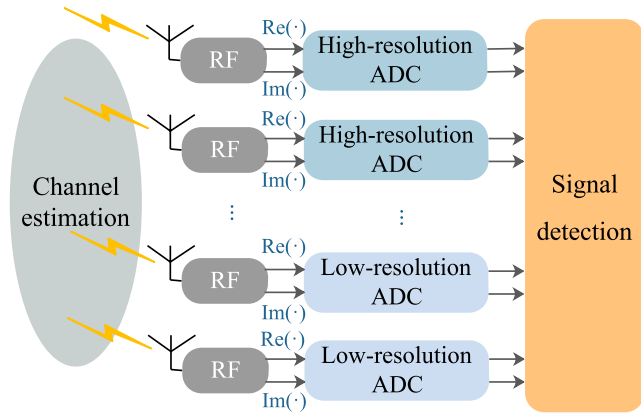 Re(·)
RF
High-resolution
ADC
Im(·)
Re(·)
RF
High-resolution
ADC
Im(·)
Channel
estimation
...
...
Signal
detection
Re(·)
RF
Low-resolution
ADC
Im(·)
Re(·)
RF
Low-resolution
ADC
Im(·)